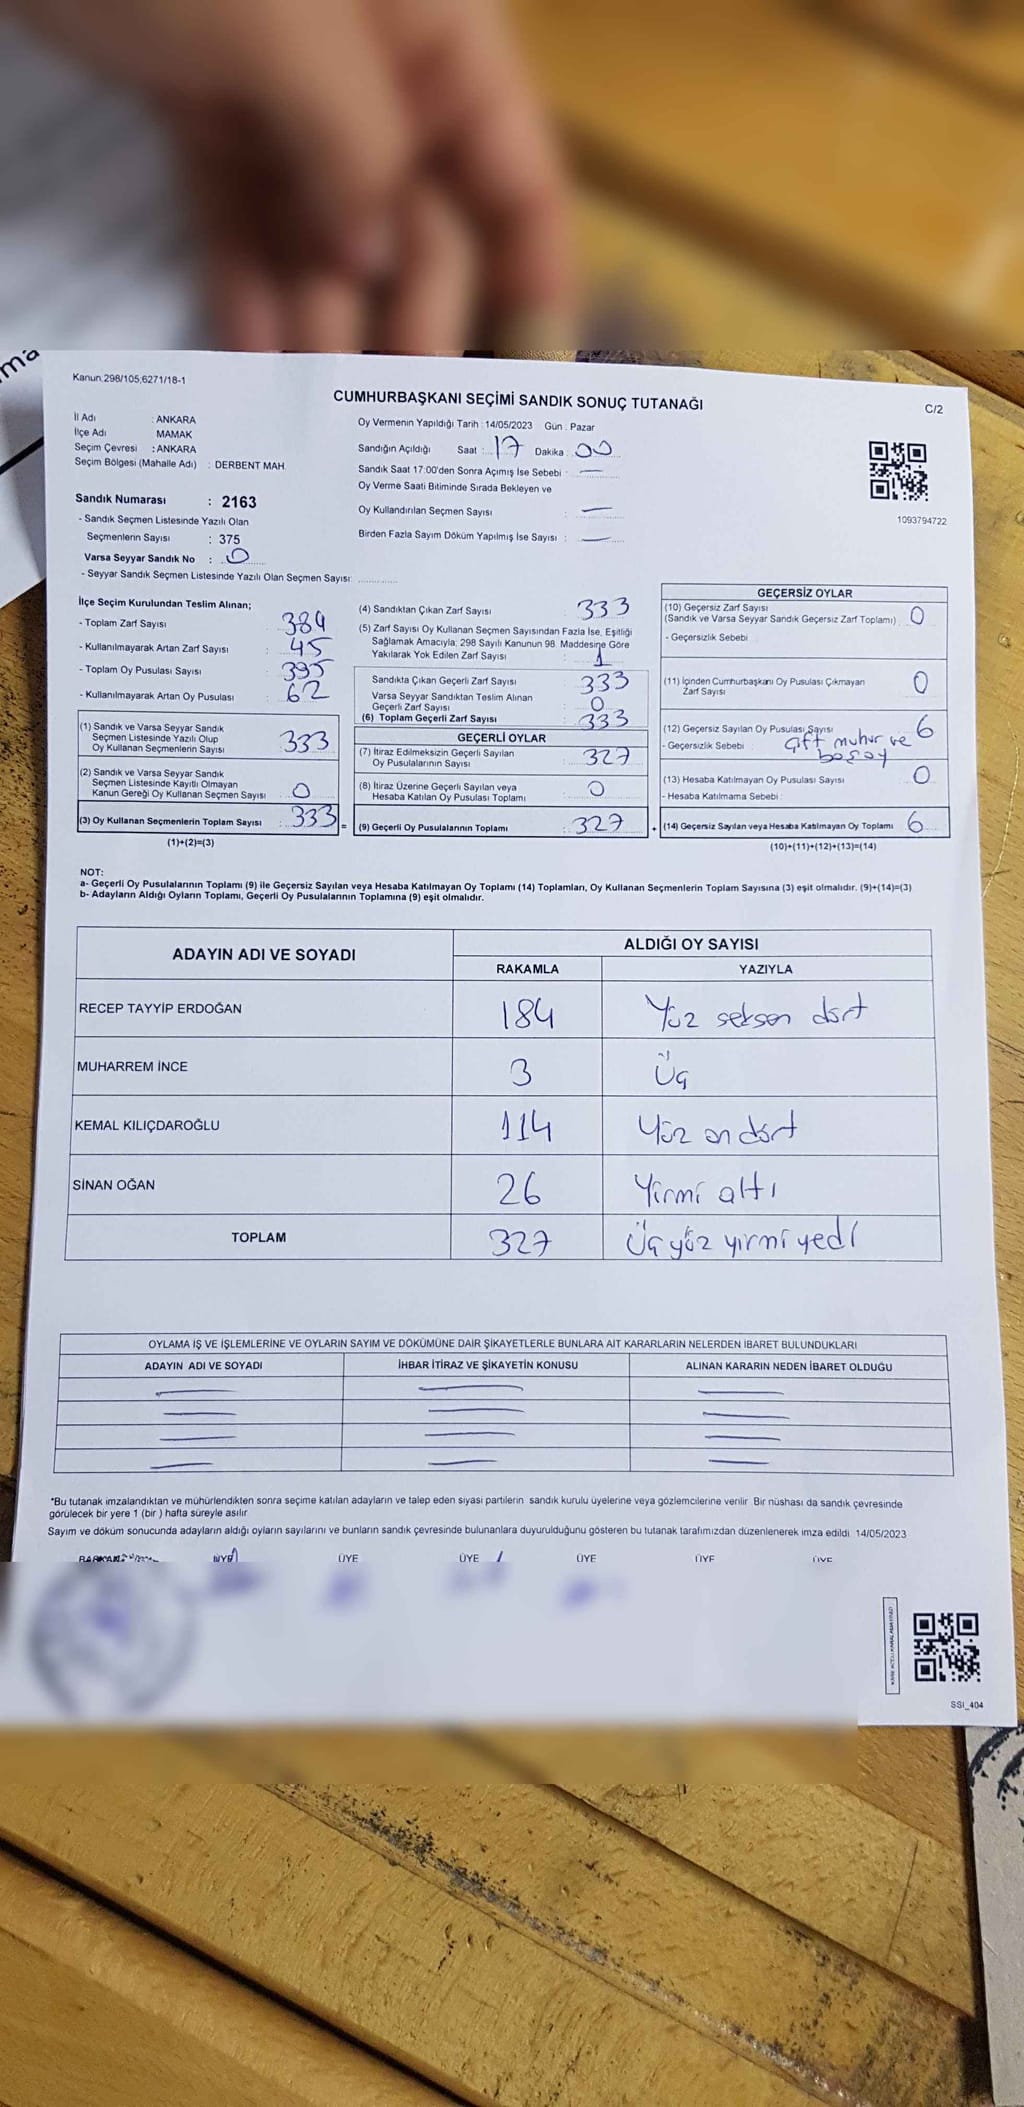 ma
Kanun 298/105,6271/18-1
CUMHURBAŞKANI SEÇİMİ SANDIK SONUÇ TUTANAĞI
C/2
İl Adı : ANKARA
İlçe Adı MAMAK
Seçim Çevresi : ANKARA
Seçim Bölgesi (Mahalle Adı) : DERBENT MAH.
Oy Vermenin Yapıldığı Tarih : 14/05/2023 Gün : Pazar
Sandığın Açıldığı Saat : 17 Dakika : 00
Sandık Saat 17:00'den Sonra Açımış İse Sebebi : —
Oy Verme Saati Bitiminde Sırada Bekleyen ve
Oy Kullandırılan Seçmen Sayısı : —
Birden Fazla Sayım Döküm Yapılmış İse Sayısı : —
1093794722
Sandık Numarası : 2163
- Sandık Seçmen Listesinde Yazılı Olan
Seçmenlerin Sayısı : 375
Varsa Seyyar Sandık No : 0
- Seyyar Sandık Seçmen Listesinde Yazılı Olan Seçmen Sayısı:
İlçe Seçim Kurulundan Teslim Alınan;
- Toplam Zarf Sayısı : 384
- Kullanılmayarak Artan Zarf Sayısı : 45
- Toplam Oy Pusulası Sayısı : 395
- Kullanılmayarak Artan Oy Pusulası : 62
(1) Sandık ve Varsa Seyyar Sandık
Seçmen Listesinde Yazılı Olup
Oy Kullanan Seçmenlerin Sayısı : 333
(2) Sandık ve Varsa Seyyar Sandık
Seçmen Listesinde Kayıtlı Olmayan
Kanun Gereği Oy Kullanan Seçmen Sayısı : 0
(3) Oy Kullanan Seçmenlerin Toplam Sayısı : 333 =
(1)+(2)=(3)
(4) Sandıktan Çıkan Zarf Sayısı : 333
(5) Zarf Sayısı Oy Kullanan Seçmen Sayısından Fazla İse, Eşitliği
Sağlamak Amacıyla; 298 Sayılı Kanunun 98. Maddesine Göre
Yakılarak Yok Edilen Zarf Sayısı : 1
Sandıkta Çıkan Geçerli Zarf Sayısı : 333
Varsa Seyyar Sandıktan Teslim Alınan
Geçerli Zarf Sayısı : 0
(6) Toplam Geçerli Zarf Sayısı : 333
GEÇERLİ OYLAR
(7) İtiraz Edilmeksizin Geçerli Sayılan
Oy Pusulalarının Sayısı : 327
(8) İtiraz Üzerine Geçerli Sayılan veya
Hesaba Katılan Oy Pusulası Toplamı : 0
(9) Geçerli Oy Pusulalarının Toplamı : 327 +
GEÇERSİZ OYLAR
(10) Geçersiz Zarf Sayısı
(Sandık ve Varsa Seyyar Sandık Geçersiz Zarf Toplamı) 0
- Geçersizlik Sebebi
(11) İçinden Cumhurbaşkanı Oy Pusulası Çıkmayan
Zarf Sayısı 0
(12) Geçersiz Sayılan Oy Pusulası Sayısı 6
- Geçersizlik Sebebi : çift muhur ve
boş oy
(13) Hesaba Katılmayan Oy Pusulası Sayısı 0
- Hesaba Katılmama Sebebi :
(14) Geçersiz Sayılan veya Hesaba Katılmayan Oy Toplamı 6
(10)+(11)+(12)+(13)=(14)
NOT:
a- Geçerli Oy Pusulalarının Toplamı (9) ile Geçersiz Sayılan veya Hesaba Katılmayan Oy Toplamı (14) Toplamları, Oy Kullanan Seçmenlerin Toplam Sayısına (3) eşit olmalıdır. (9)+(14)=(3)
b- Adayların Aldığı Oyların Toplamı, Geçerli Oy Pusulalarının Toplamına (9) eşit olmalıdır.
ADAYIN ADI VE SOYADI ALDIĞI OY SAYISI
RAKAMLA YAZIYLA
RECEP TAYYİP ERDOĞAN 184 Yüz seksen dört
MUHARREM İNCE 3 Üç
KEMAL KILIÇDAROĞLU 114 Yüz on dört
SİNAN OĞAN 26 Yirmi altı
TOPLAM 327 Üç yüz yirmi yedi
OYLAMA İŞ VE İŞLEMLERİNE VE OYLARIN SAYIM VE DÖKÜMÜNE DAİR ŞİKAYETLERLE BUNLARA AİT KARARLARIN NELERDEN İBARET BULUNDUKLARI
ADAYIN ADI VE SOYADI İHBAR İTİRAZ VE ŞİKAYETİN KONUSU ALINAN KARARIN NEDEN İBARET OLDUĞU
*Bu tutanak imzalandıktan ve mühürlendikten sonra seçime katılan adayların ve talep eden siyasi partilerin sandık kurulu üyelerine veya gözlemcilerine verilir. Bir nüshası da sandık çevresinde
görülecek bir yere 1 (bir ) hafta süreyle asılır.
Sayım ve döküm sonucunda adayların aldığı oyların sayılarını ve bunların sandık çevresinde bulunanlara duyurulduğunu gösteren bu tutanak tarafımızdan düzenlenerek imza edildi. 14/05/2023
ÜYE ÜYE ÜYE ÜYE ÜYE
SSI_404